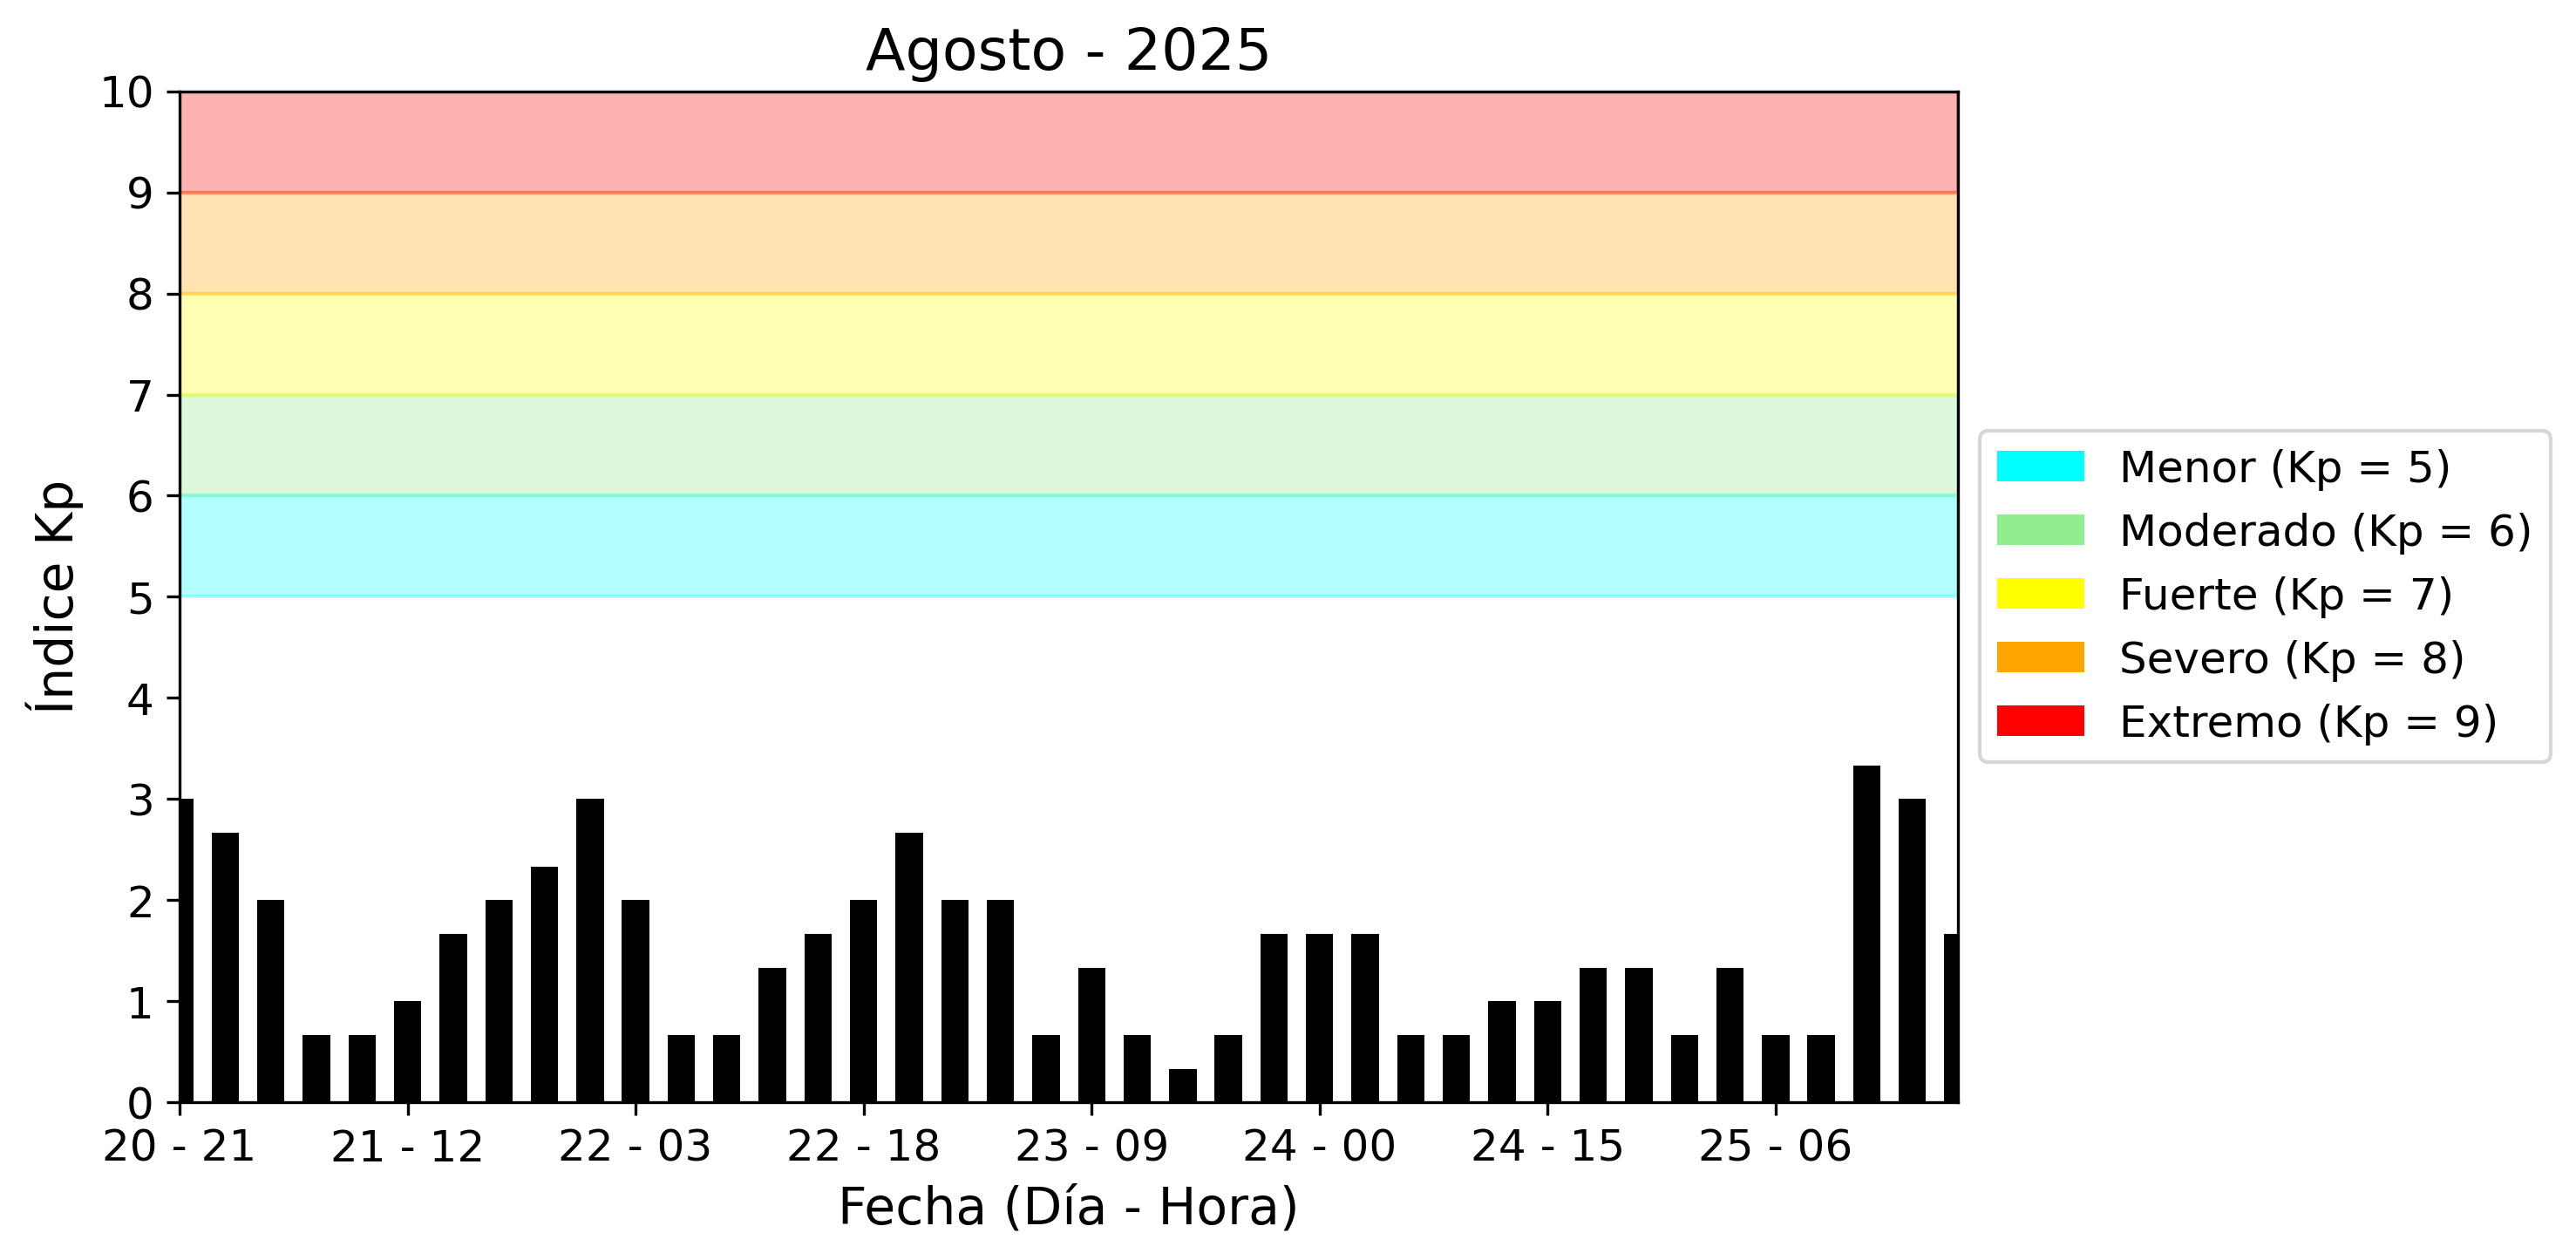 Agosto - 2025
10
9
8
7
6
5
4
3
2
1
0
Índice Kp
20 - 21
21 - 12
22 - 03
22 - 18
23 - 09
24 - 00
24 - 15
25 - 06
Fecha (Día - Hora)
Menor (Kp = 5)
Moderado (Kp = 6)
Fuerte (Kp = 7)
Severo (Kp = 8)
Extremo (Kp = 9)